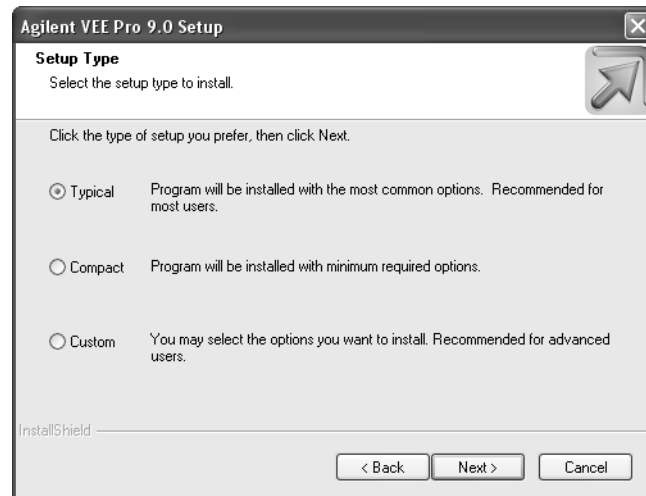 Agilent VEE Pro 9.0 Setup
Setup Type
Select the setup type to install.
Click the type of setup you prefer, then click Next.
Typical Program will be installed with the most common options. Recommended for
most users.
Compact Program will be installed with minimum required options.
Custom You may select the options you want to install. Recommended for advanced
users.
InstallShield
< Back Next > Cancel